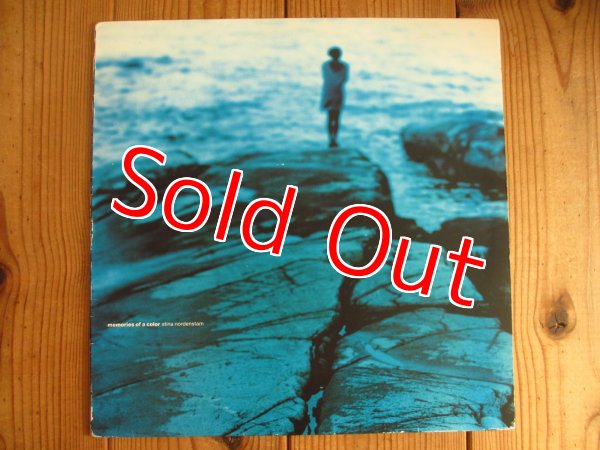 Sold Out
memories of a color stina nordenstam